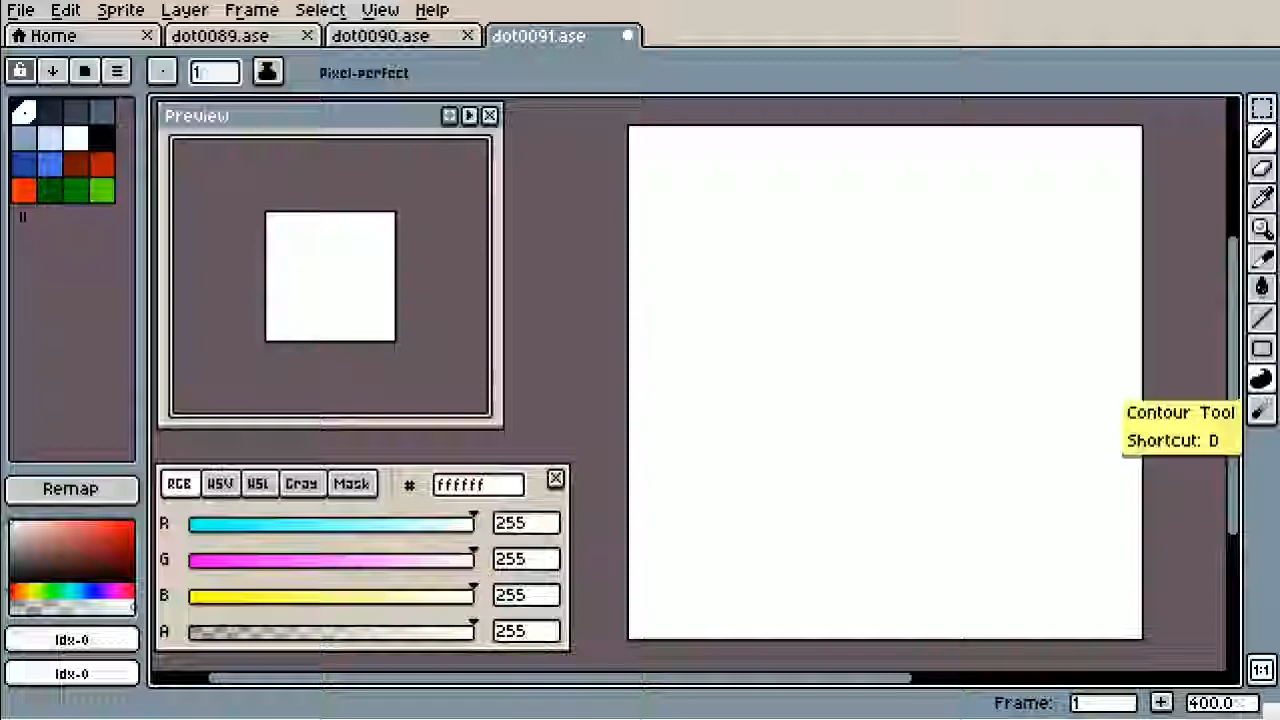 File Edit Sprite Layer Frame Select View Help
Home dot0089.ase dot0090.ase dot0091.ase
1 Pixel-perfect
Preview
Contour Tool
Shortcut: D
RGB HSV HSL Gray Mask # ffffff
Remap
R 255
G 255
B 255
A 255
Idx-0
Idx-0
1:1
Frame: 1 + 400.0